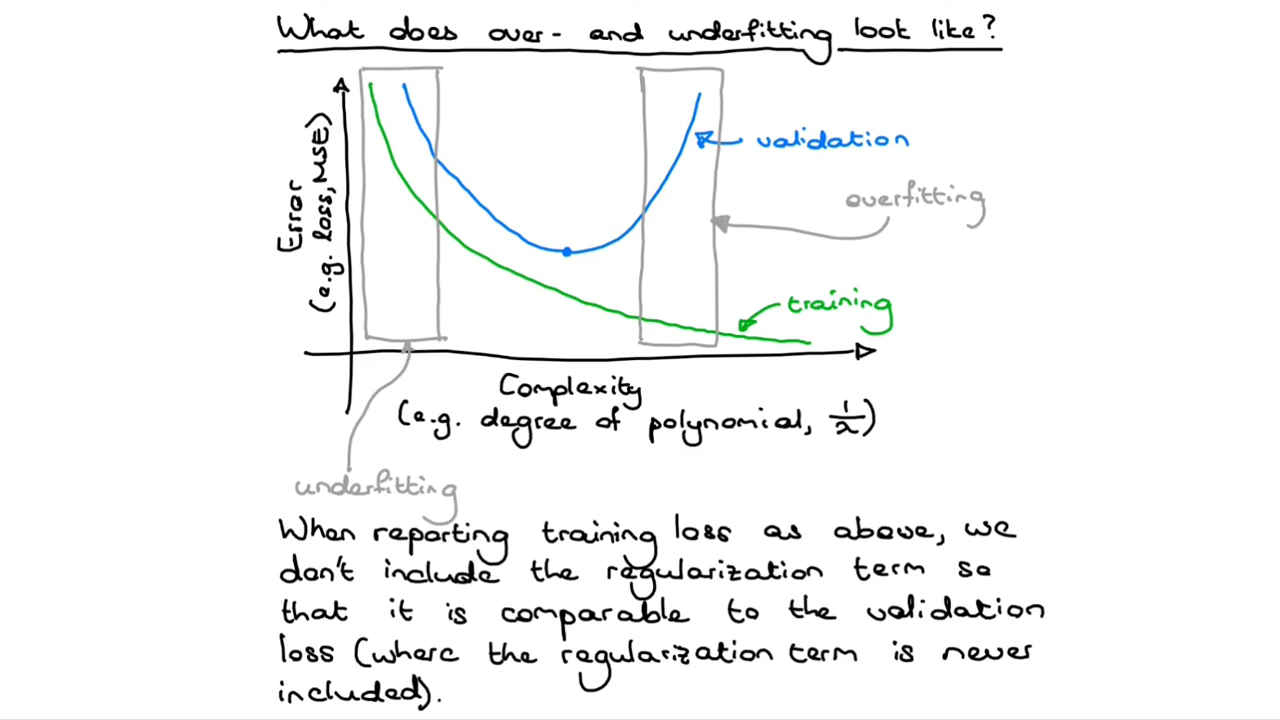 What does over- and underfitting look like?
validation
overfitting
Error
(e.g. loss, MSE)
training
Complexity
(e.g. degree of polynomial, 1/λ)
underfitting
When reporting training loss as above, we
don't include the regularization term so
that it is comparable to the validation
loss (where the regularization term is never
included).